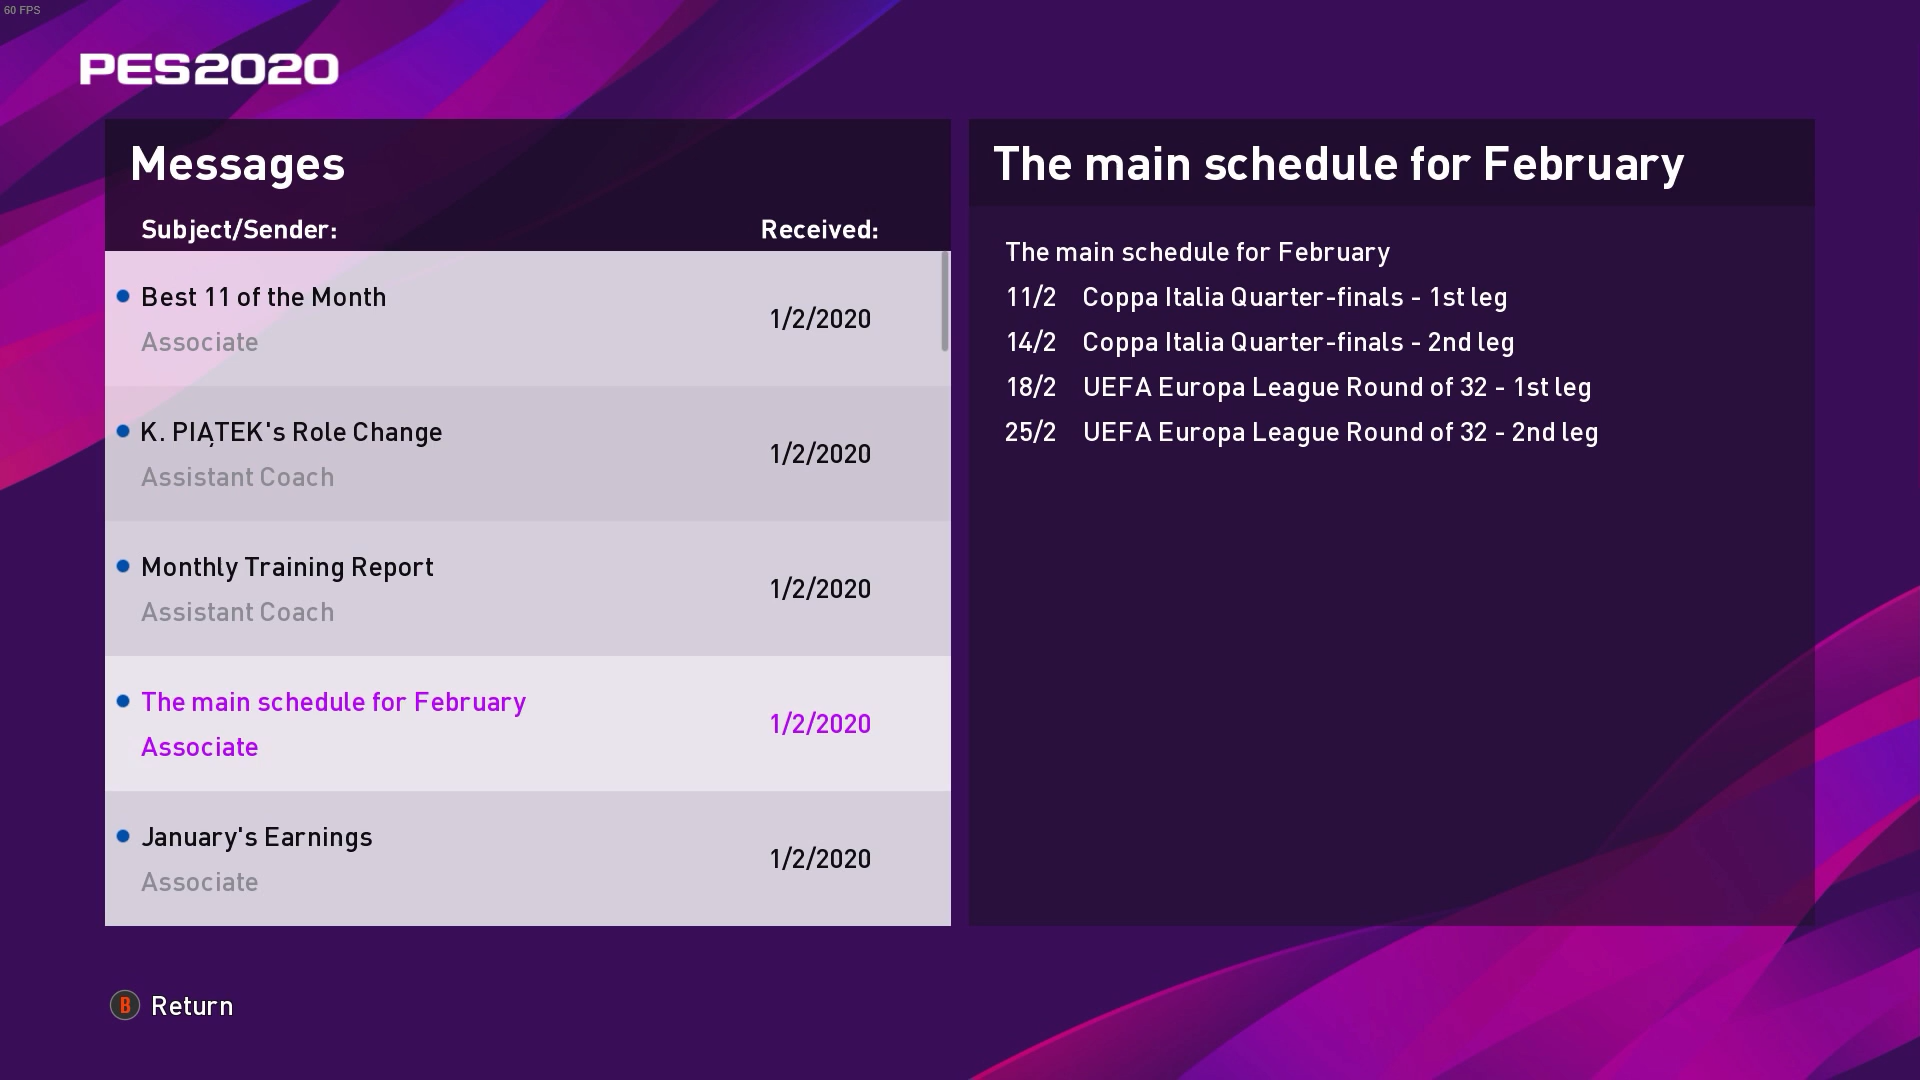 60 FPS
PES2020
Messages
Subject/Sender: Received:
Best 11 of the Month
Associate
1/2/2020
K. PIĄTEK's Role Change
Assistant Coach
1/2/2020
Monthly Training Report
Assistant Coach
1/2/2020
The main schedule for February
Associate
1/2/2020
January's Earnings
Associate
1/2/2020
The main schedule for February
The main schedule for February
11/2 Coppa Italia Quarter-finals - 1st leg
14/2 Coppa Italia Quarter-finals - 2nd leg
18/2 UEFA Europa League Round of 32 - 1st leg
25/2 UEFA Europa League Round of 32 - 2nd leg
B Return